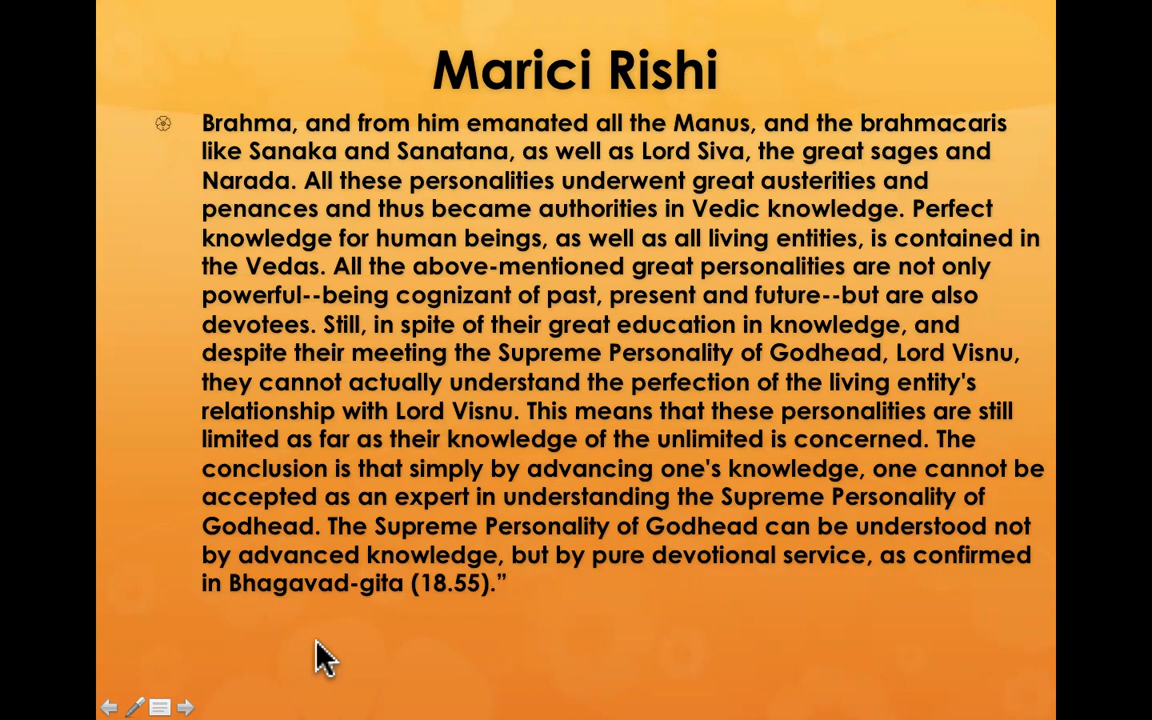 Marici Rishi
Brahma, and from him emanated all the Manus, and the brahmacaris
like Sanaka and Sanatana, as well as Lord Siva, the great sages and
Narada. All these personalities underwent great austerities and
penances and thus became authorities in Vedic knowledge. Perfect
knowledge for human beings, as well as all living entities, is contained in
the Vedas. All the above-mentioned great personalities are not only
powerful--being cognizant of past, present and future--but are also
devotees. Still, in spite of their great education in knowledge, and
despite their meeting the Supreme Personality of Godhead, Lord Visnu,
they cannot actually understand the perfection of the living entity's
relationship with Lord Visnu. This means that these personalities are still
limited as far as their knowledge of the unlimited is concerned. The
conclusion is that simply by advancing one's knowledge, one cannot be
accepted as an expert in understanding the Supreme Personality of
Godhead. The Supreme Personality of Godhead can be understood not
by advanced knowledge, but by pure devotional service, as confirmed
in Bhagavad-gita (18.55).”